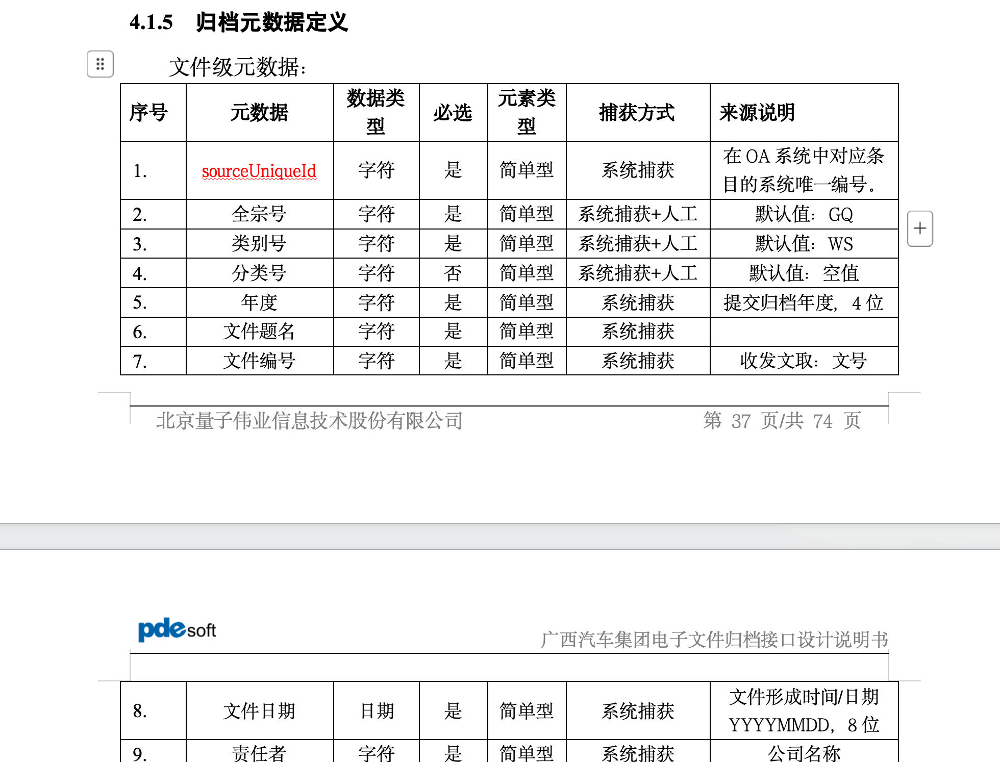 4.1.5 归档元数据定义
文件级元数据：
序号 元数据 数据类型 必选 元素类型 捕获方式 来源说明
1. sourceUniqueId 字符 是 简单型 系统捕获 在 OA 系统中对应条目的系统唯一编号。
2. 全宗号 字符 是 简单型 系统捕获+人工 默认值：GQ
3. 类别号 字符 是 简单型 系统捕获+人工 默认值：WS
4. 分类号 字符 否 简单型 系统捕获+人工 默认值：空值
5. 年度 字符 是 简单型 系统捕获 提交归档年度，4 位
6. 文件题名 字符 是 简单型 系统捕获
7. 文件编号 字符 是 简单型 系统捕获 收发文取：文号
北京量子伟业信息技术股份有限公司 第 37 页/共 74 页
pdesoft 广西汽车集团电子文件归档接口设计说明书
8. 文件日期 日期 是 简单型 系统捕获 文件形成时间/日期 YYYYMMDD，8 位
9. 责任者 字符 是 简单型 系统捕获 公司名称